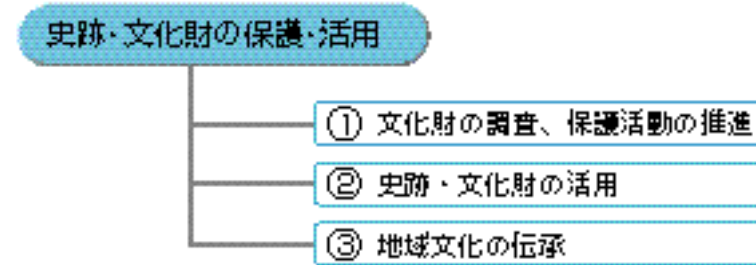 史跡・文化財の保護・活用
① 文化財の調査、保護活動の推進
② 史跡・文化財の活用
③ 地域文化の伝承